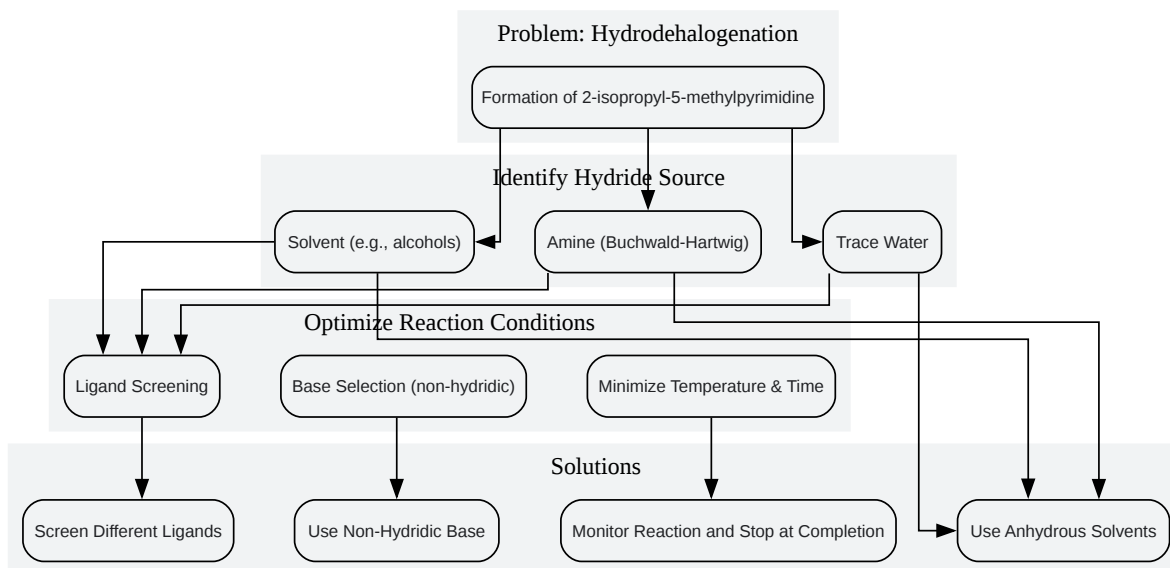 Problem: Hydrodehalogenation
Formation of 2-isopropyl-5-methylpyrimidine
Identify Hydride Source
Solvent (e.g., alcohols)
Amine (Buchwald-Hartwig)
Trace Water
Optimize Reaction Conditions
Ligand Screening
Base Selection (non-hydridic)
Minimize Temperature & Time
Solutions
Screen Different Ligands
Use Non-Hydridic Base
Monitor Reaction and Stop at Completion
Use Anhydrous Solvents